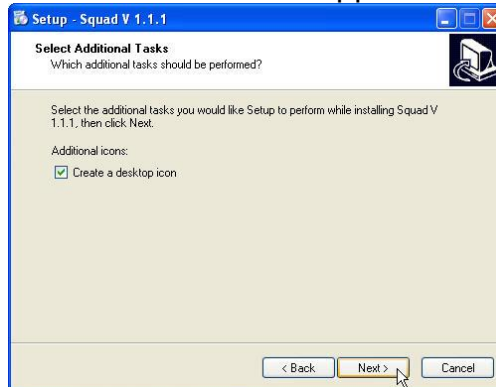 Setup - Squad V 1.1.1
Select Additional Tasks
Which additional tasks should be performed?
Select the additional tasks you would like Setup to perform while installing Squad V
1.1.1, then click Next.
Additional icons:
Create a desktop icon
< Back Next > Cancel